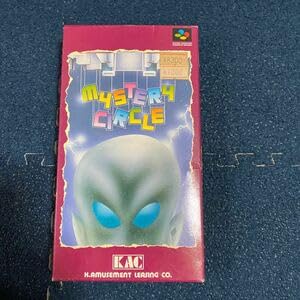 MYSTERY
CIRCLE
KAC
K.AMUSEMENT LEASING CO.